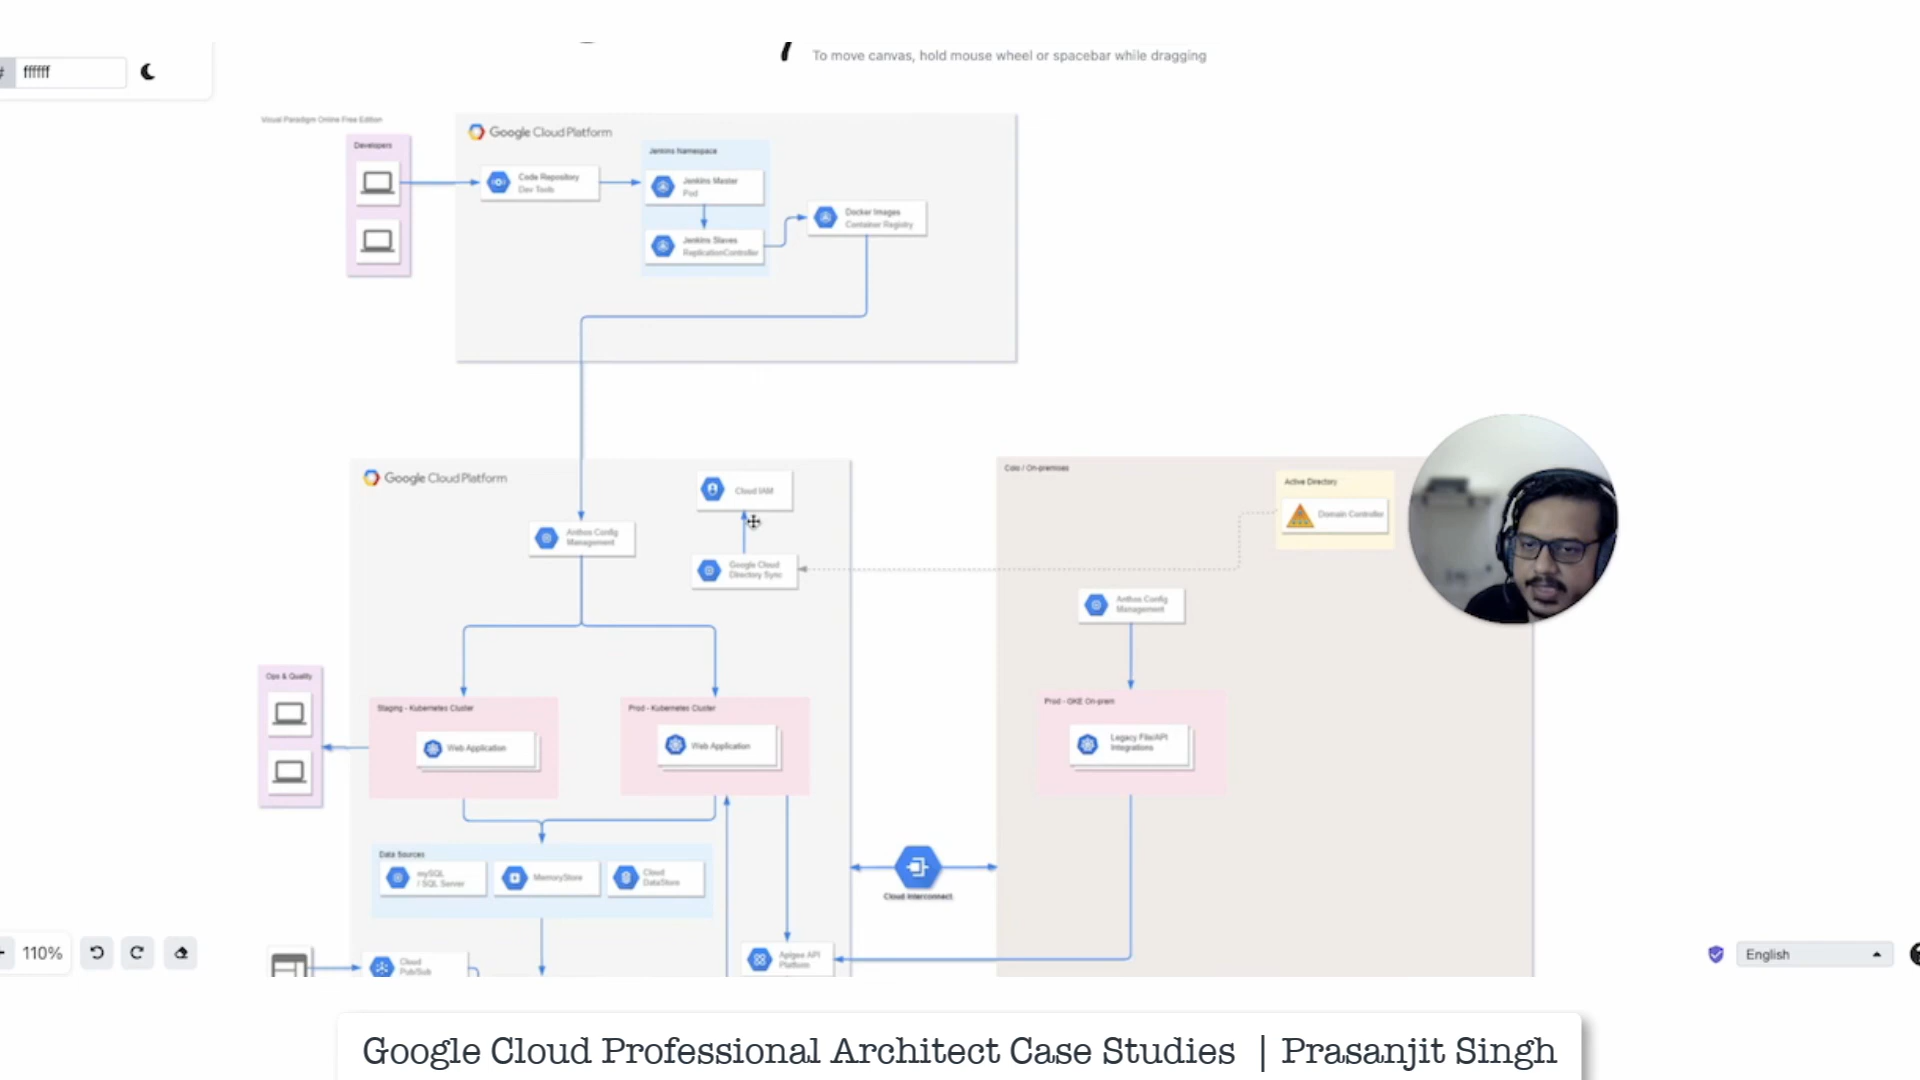 ffffff
To move canvas, hold mouse wheel or spacebar while dragging
Visual Paradigm Online Free Edition
Developers
Google Cloud Platform
Code Repository
Dev Tools
Jenkins Namespace
Jenkins Master
Pod
Jenkins Slaves
ReplicationController
Docker Images
Container Registry
Google Cloud Platform
Cloud IAM
Anthos Config
Management
Google Cloud
Directory Sync
Colo / On-premises
Active Directory
Domain Controller
Anthos Config
Management
Ops & Quality
Staging - Kubernetes Cluster
Web Application
Prod - Kubernetes Cluster
Web Application
Prod - GKE On-prem
Legacy File/API
Integrations
Data Sources
mySQL
/ SQL Server
MemoryStore
Cloud
DataStore
Cloud Interconnect
Apigee API
Platform
Cloud
Pub/Sub
110%
English
Google Cloud Professional Architect Case Studies | Prasanjit Singh